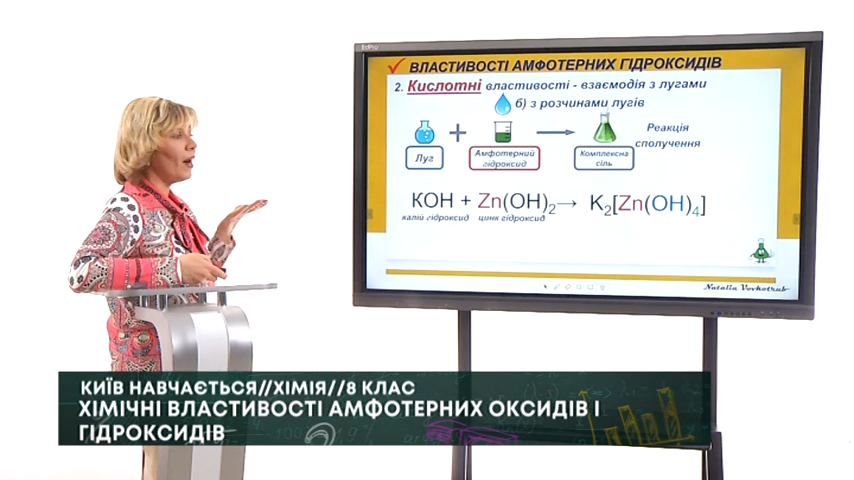 EdPro
ВЛАСТИВОСТІ АМФОТЕРНИХ ГІДРОКСИДІВ
2. Кислотні властивості - взаємодія з лугами
б) з розчинами лугів
Луг + Амфотерний гідроксид → Комплексна сіль
Реакція сполучення
KOH + Zn(OH)₂→ K₂[Zn(OH)₄]
калій гідроксид цинк гідроксид
Natalia Vovkotrub
КИЇВ НАВЧАЄТЬСЯ//ХІМІЯ//8 КЛАС
ХІМІЧНІ ВЛАСТИВОСТІ АМФОТЕРНИХ ОКСИДІВ І
ГІДРОКСИДІВ